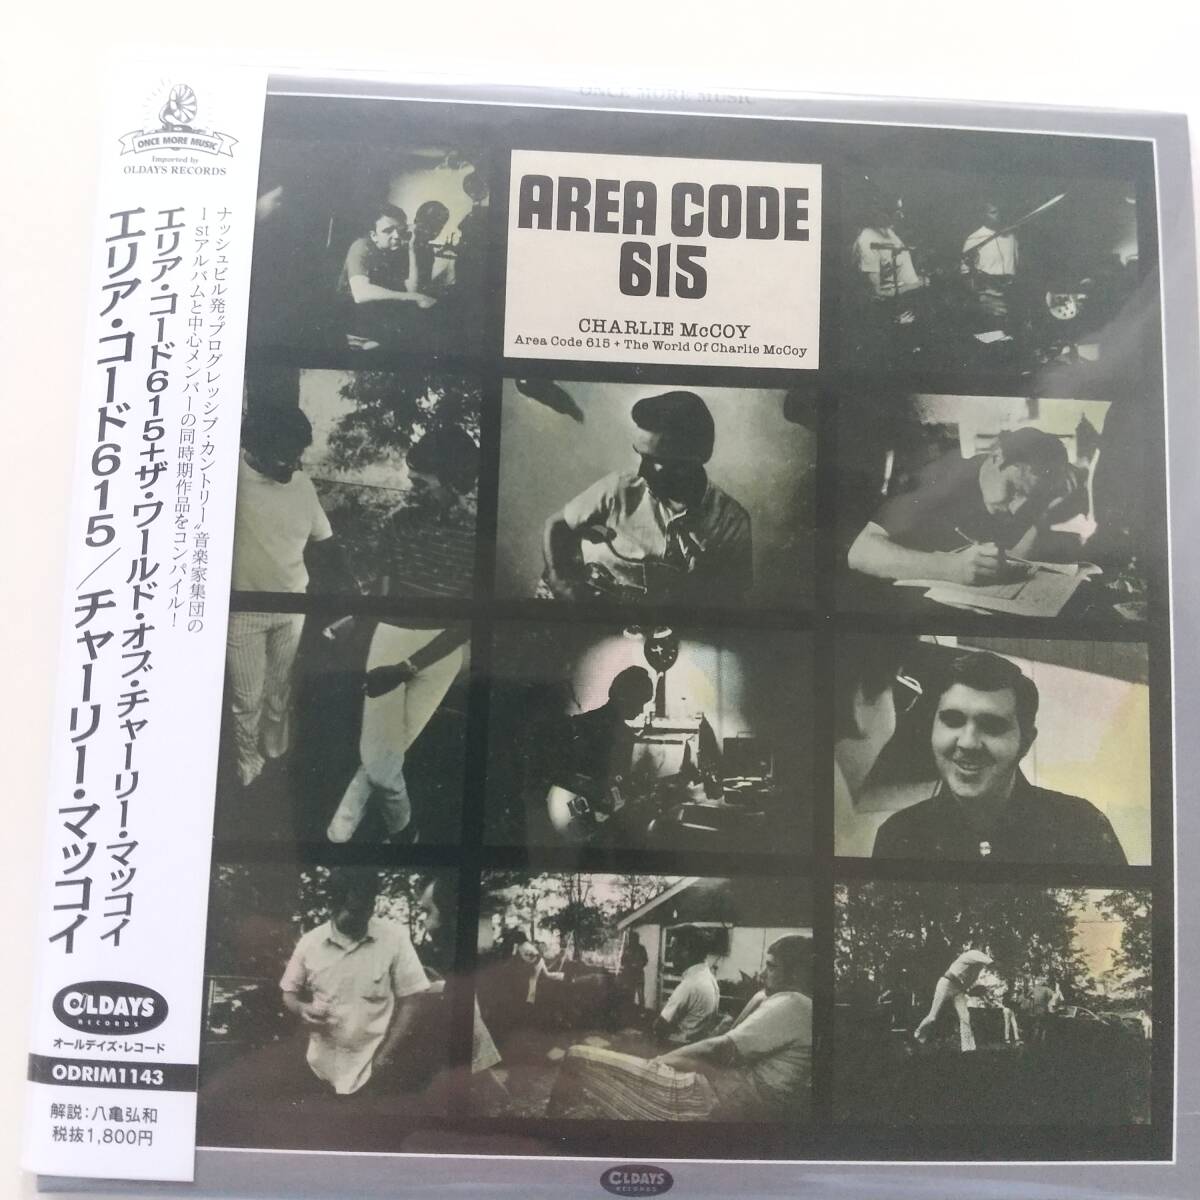 ONCE MORE MUSIC
Imported by
OLDAYS RECORDS
ナッシュビル発〝プログレッシブ・カントリー〟音楽家集団の
1stアルバムと中心メンバーの同時期作品をコンパイル！
エリア・コード615+ザ・ワールド・オブ・チャーリー・マッコイ
エリア・コード615／チャーリー・マッコイ
OLDAYS
RECORDS
オールデイズ・レコード
ODRIM1143
解説:八亀弘和
税抜1,800円
ONCE MORE MUSIC
AREA CODE
615
CHARLIE McCOY
Area Code 615 + The World Of Charlie McCoy
OLDAYS
RECORDS